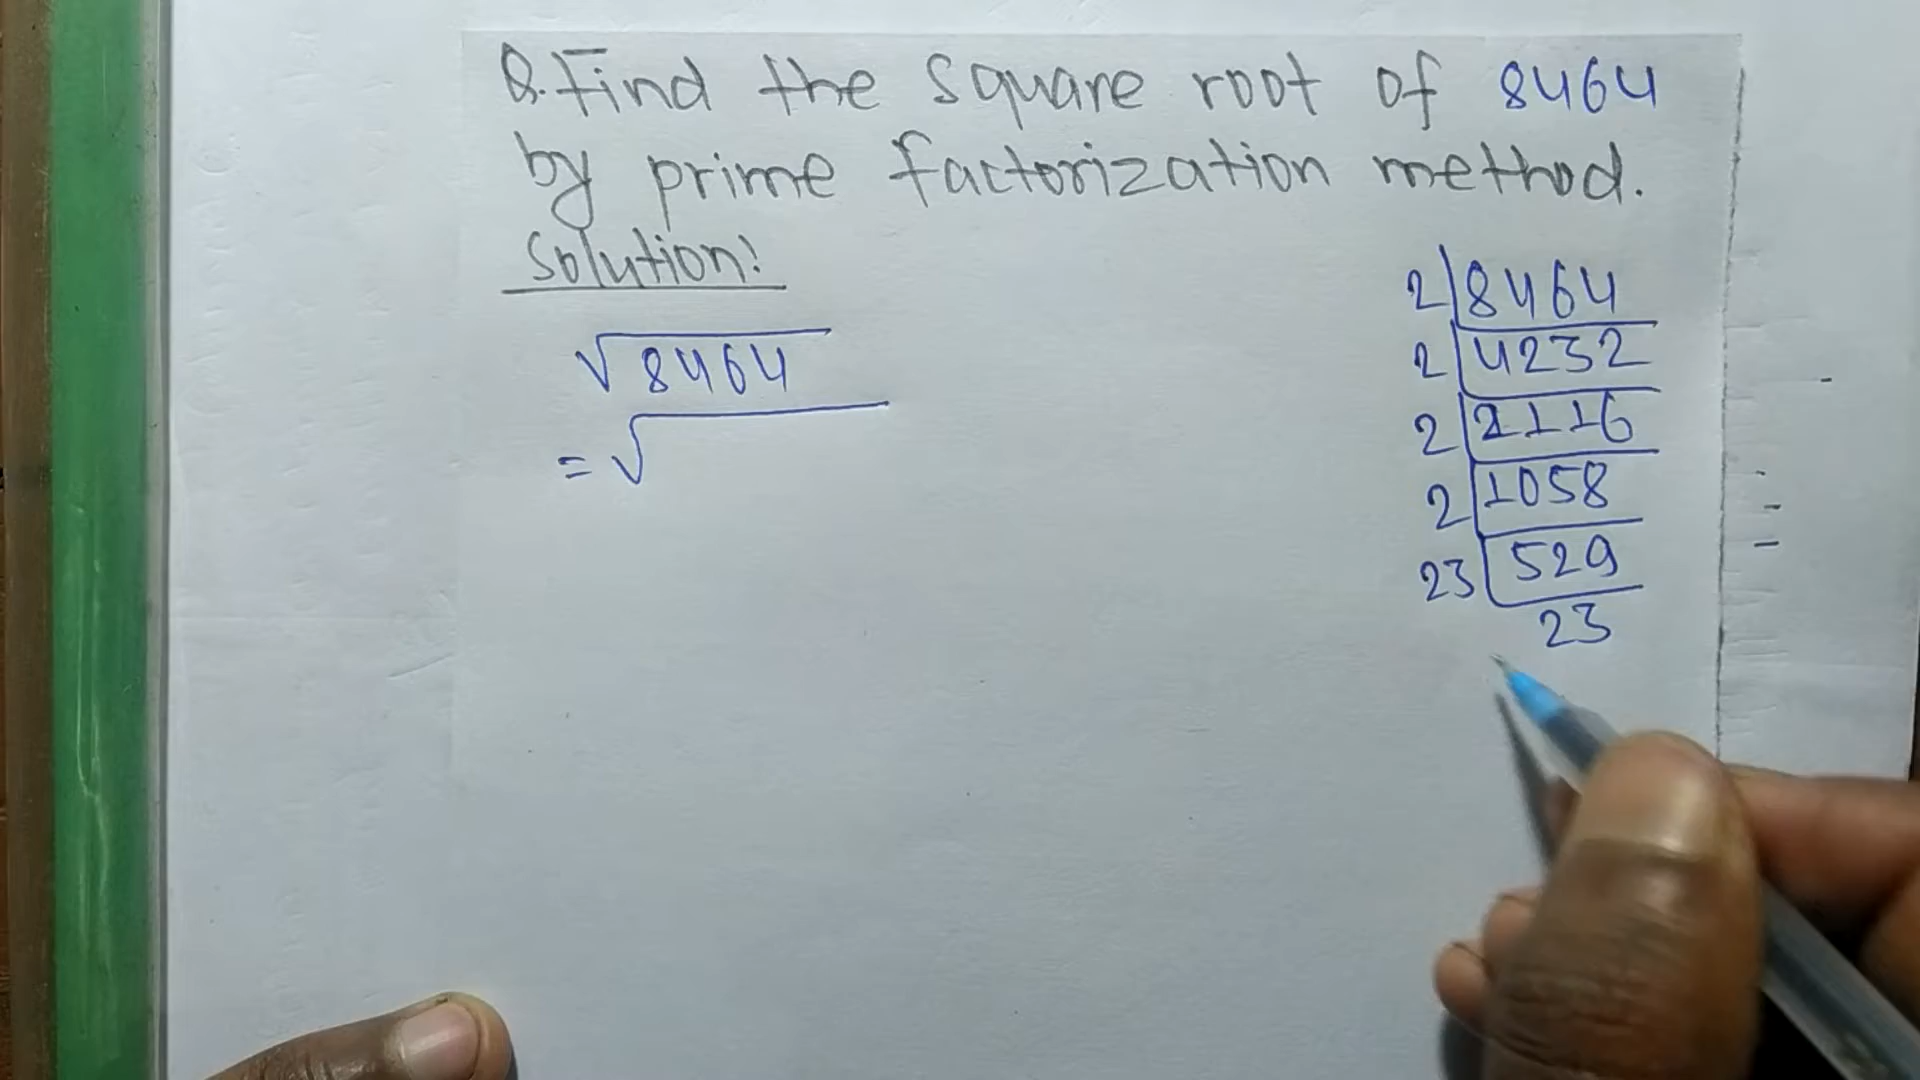 Q. Find the square root of 8464
by prime factorization method.
Solution:
√8464
= √
2 8464
2 4232
2 2116
2 1058
23 529
23